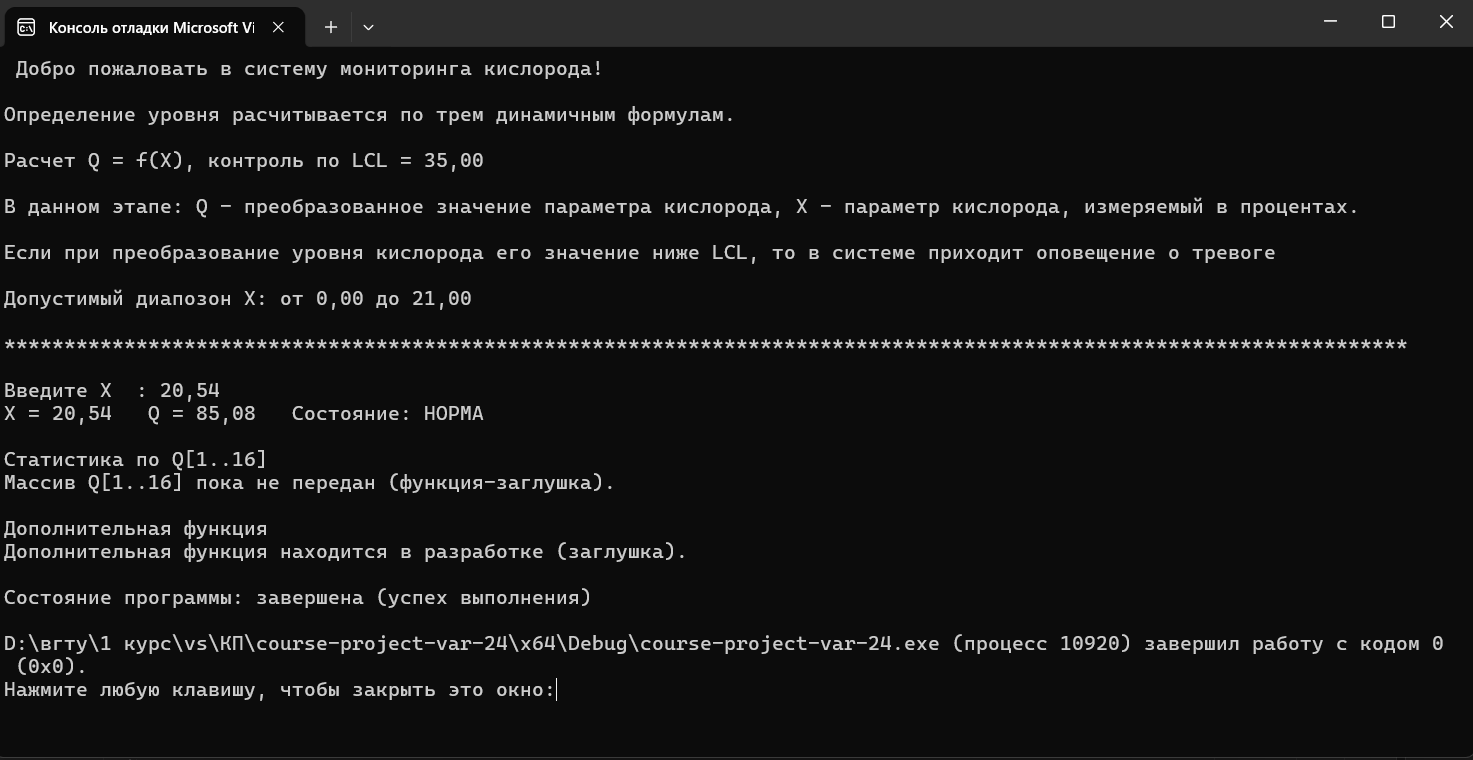 Консоль отладки Microsoft Vi
Добро пожаловать в систему мониторинга кислорода!
Определение уровня расчитывается по трем динамичным формулам.
Расчет Q = f(X), контроль по LCL = 35,00
В данном этапе: Q - преобразованное значение параметра кислорода, X - параметр кислорода, измеряемый в процентах.
Если при преобразование уровня кислорода его значение ниже LCL, то в системе приходит оповещение о тревоге
Допустимый диапозон X: от 0,00 до 21,00
*********************************************************************************************************************
Введите X  : 20,54
X = 20,54   Q = 85,08   Состояние: НОРМА
Статистика по Q[1..16]
Массив Q[1..16] пока не передан (функция-заглушка).
Дополнительная функция
Дополнительная функция находится в разработке (заглушка).
Состояние программы: завершена (успех выполнения)
D:\вгту\1 курс\vs\КП\course-project-var-24\x64\Debug\course-project-var-24.exe (процесс 10920) завершил работу с кодом 0
(0x0).
Нажмите любую клавишу, чтобы закрыть это окно: